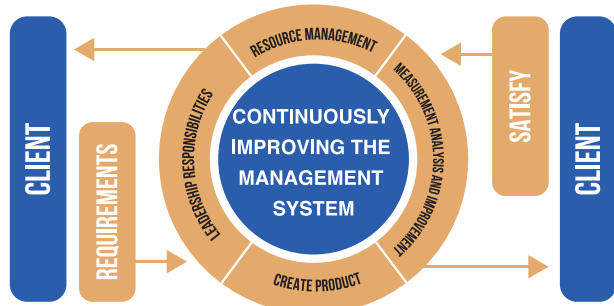 CLIENT
REQUIREMENTS
LEADERSHIP RESPONSIBILITIES
RESOURCE MANAGEMENT
CONTINUOUSLY
IMPROVING THE
MANAGEMENT
SYSTEM
MEASUREMENT ANALYSIS AND IMPROVEMENT
CREATE PRODUCT
SATISFY
CLIENT